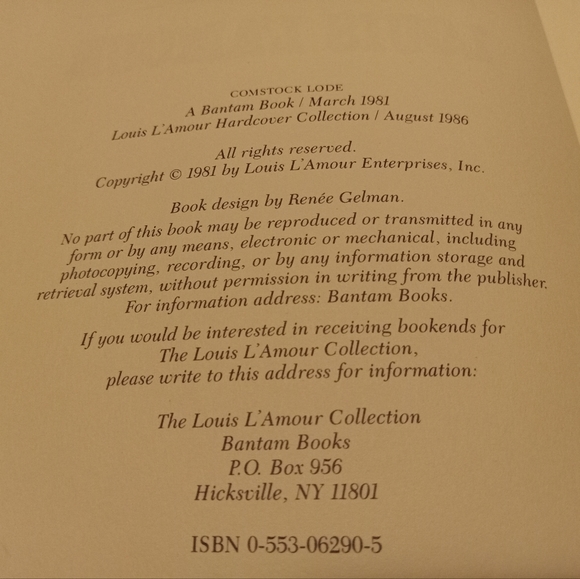 COMSTOCK LODE
A Bantam Book / March 1981
Louis L'Amour Hardcover Collection / August 1986
All rights reserved.
Copyright © 1981 by Louis L'Amour Enterprises, Inc.
Book design by Renée Gelman.
No part of this book may be reproduced or transmitted in any
form or by any means, electronic or mechanical, including
photocopying, recording, or by any information storage and
retrieval system, without permission in writing from the publisher.
For information address: Bantam Books.
If you would be interested in receiving bookends for
The Louis L'Amour Collection,
please write to this address for information:
The Louis L'Amour Collection
Bantam Books
P.O. Box 956
Hicksville, NY 11801
ISBN 0-553-06290-5